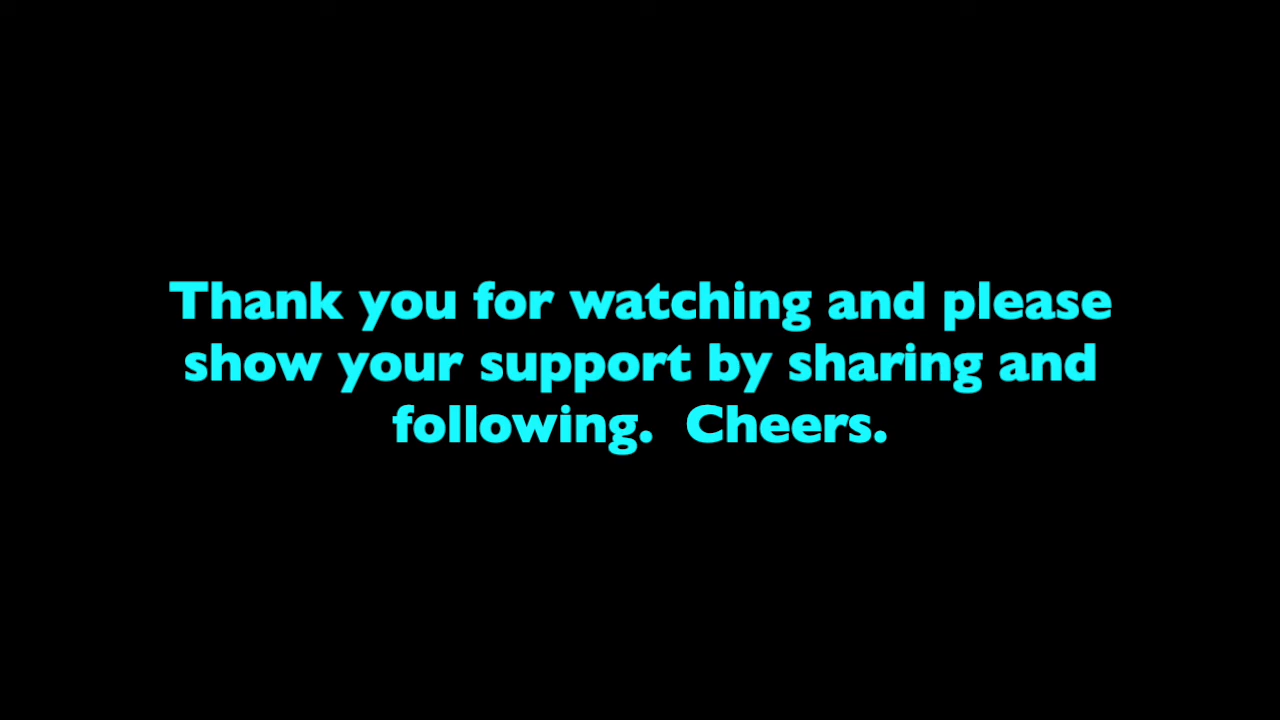 Thank you for watching and please
show your support by sharing and
following.  Cheers.